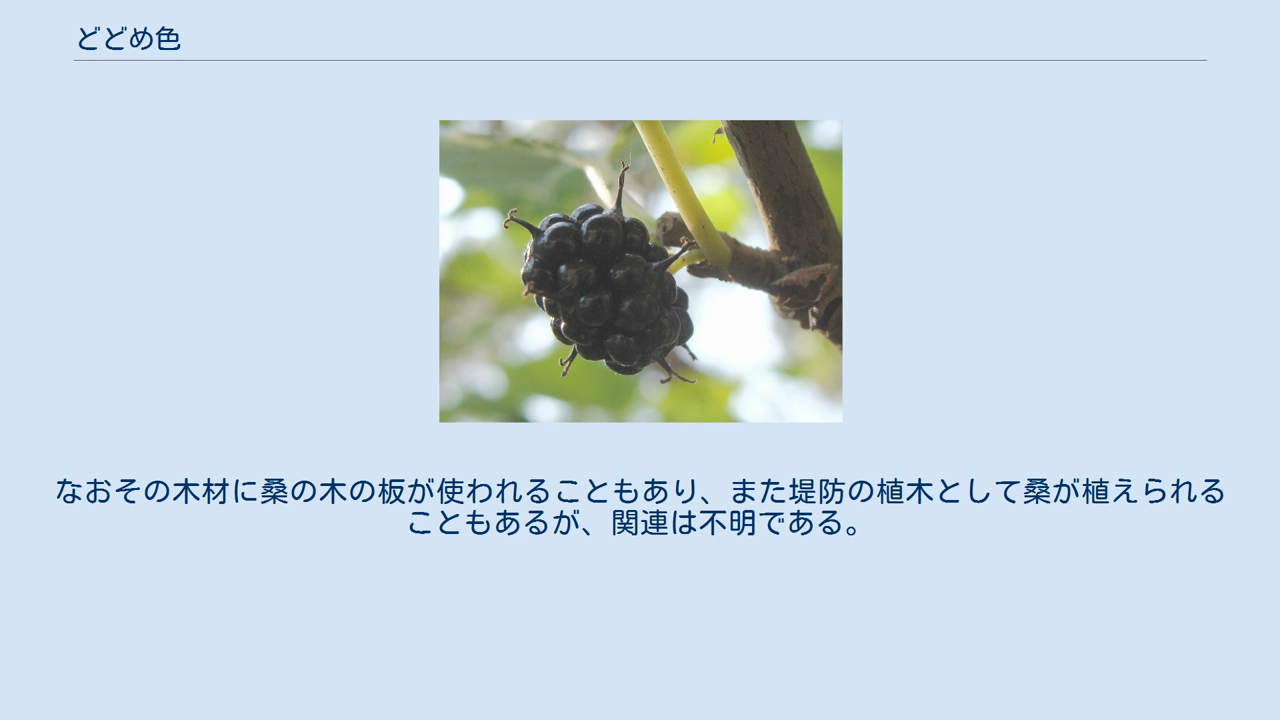 どどめ色
なおその木材に桑の木の板が使われることもあり、また堤防の植木として桑が植えられる
こともあるが、関連は不明である。